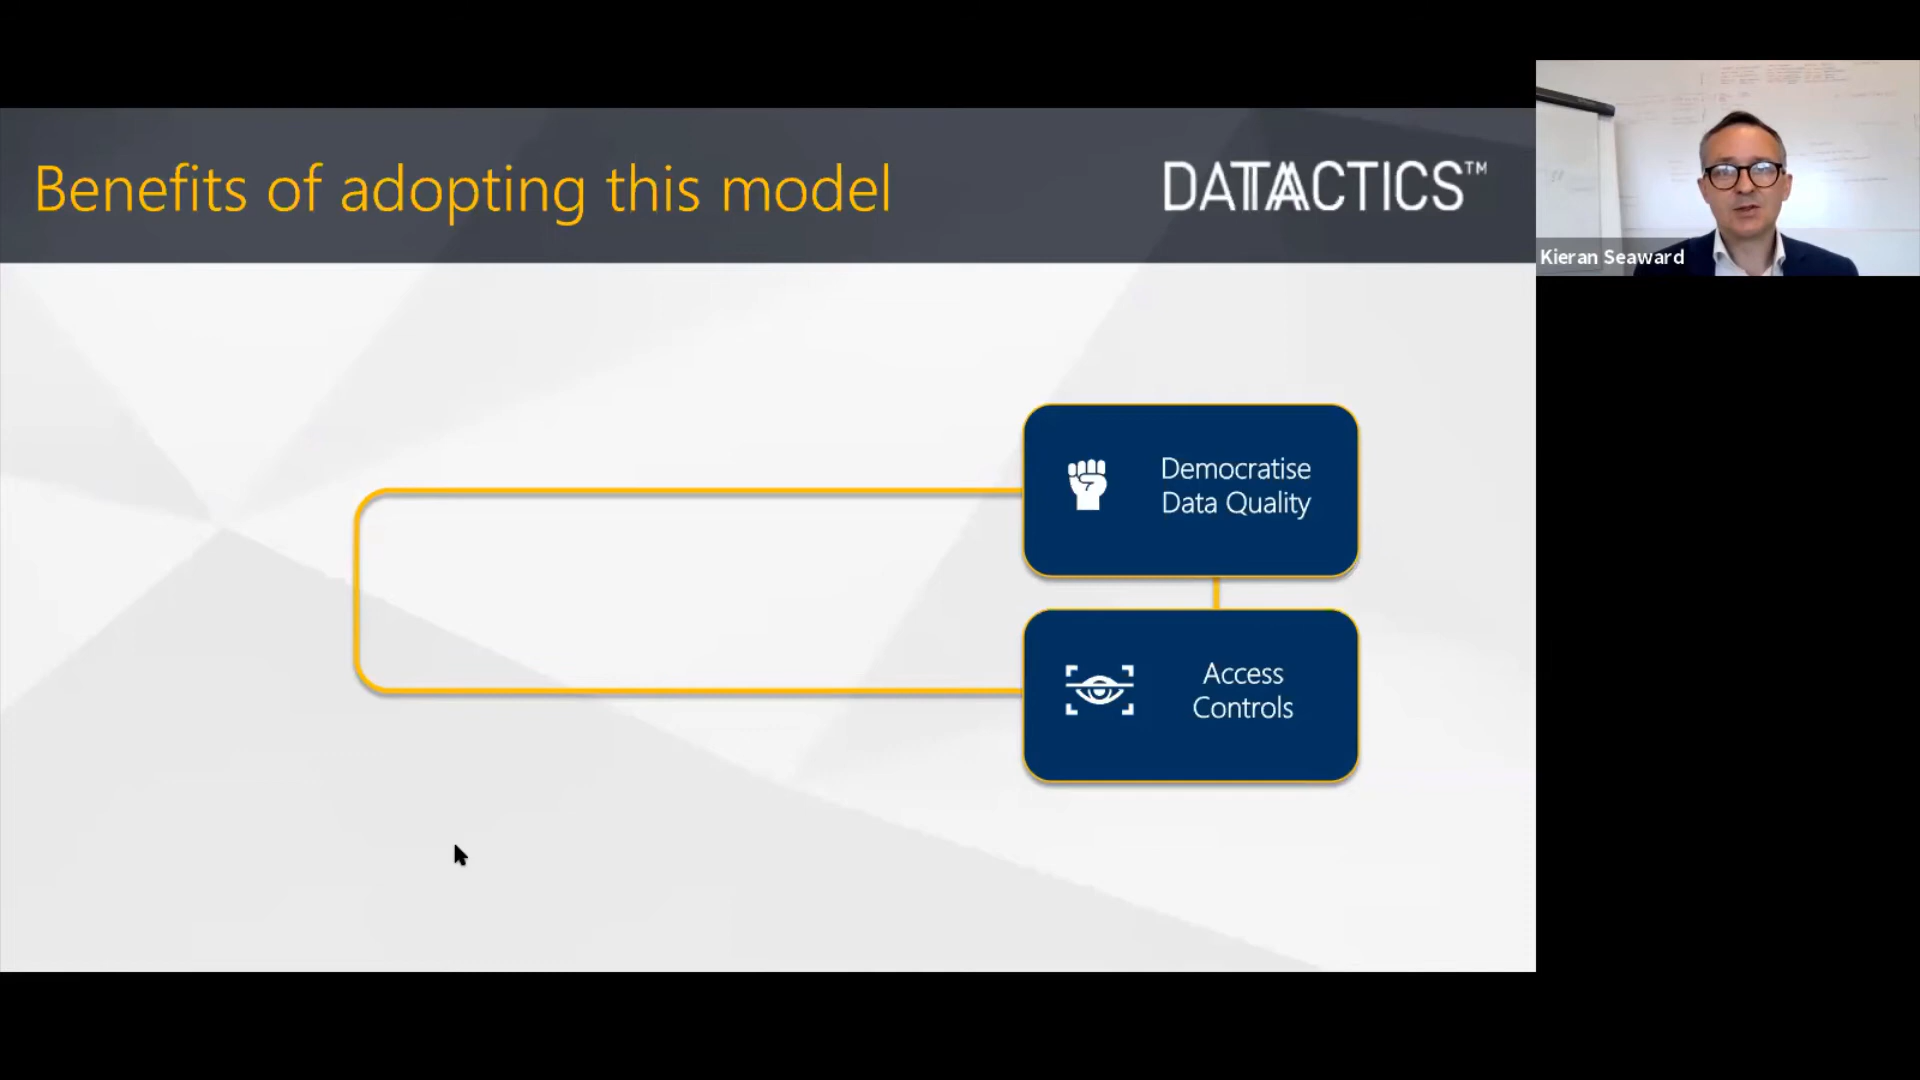 Benefits of adopting this model
DATACTICS™
Kieran Seaward
Democratise
Data Quality
Access
Controls